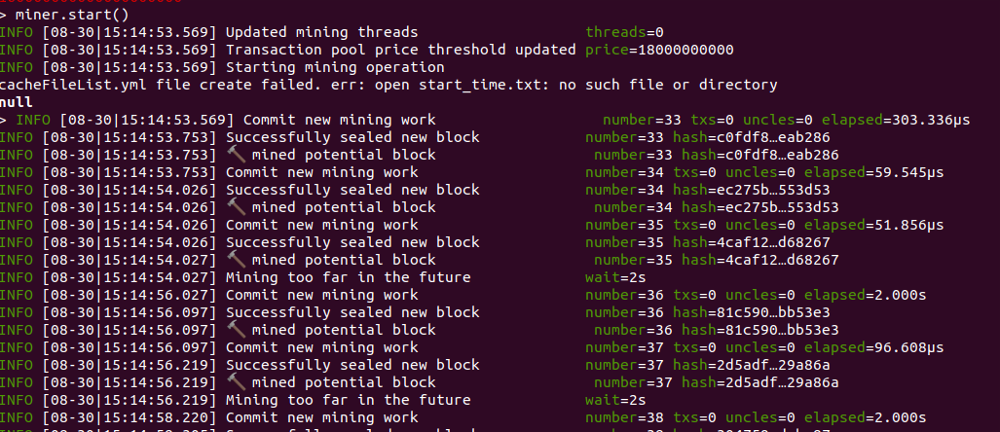 > miner.start()
INFO [08-30|15:14:53.569] Updated mining threads threads=0
INFO [08-30|15:14:53.569] Transaction pool price threshold updated price=18000000000
INFO [08-30|15:14:53.569] Starting mining operation
cacheFileList.yml file create failed. err: open start_time.txt: no such file or directory
null
> INFO [08-30|15:14:53.569] Commit new mining work number=33 txs=0 uncles=0 elapsed=303.336µs
INFO [08-30|15:14:53.753] Successfully sealed new block number=33 hash=c0fdf8…eab286
INFO [08-30|15:14:53.753] 🔨 mined potential block number=33 hash=c0fdf8…eab286
INFO [08-30|15:14:53.753] Commit new mining work number=34 txs=0 uncles=0 elapsed=59.545µs
INFO [08-30|15:14:54.026] Successfully sealed new block number=34 hash=ec275b…553d53
INFO [08-30|15:14:54.026] 🔨 mined potential block number=34 hash=ec275b…553d53
INFO [08-30|15:14:54.026] Commit new mining work number=35 txs=0 uncles=0 elapsed=51.856µs
INFO [08-30|15:14:54.026] Successfully sealed new block number=35 hash=4caf12…d68267
INFO [08-30|15:14:54.027] 🔨 mined potential block number=35 hash=4caf12…d68267
INFO [08-30|15:14:54.027] Mining too far in the future wait=2s
INFO [08-30|15:14:56.027] Commit new mining work number=36 txs=0 uncles=0 elapsed=2.000s
INFO [08-30|15:14:56.097] Successfully sealed new block number=36 hash=81c590…bb53e3
INFO [08-30|15:14:56.097] 🔨 mined potential block number=36 hash=81c590…bb53e3
INFO [08-30|15:14:56.097] Commit new mining work number=37 txs=0 uncles=0 elapsed=96.608µs
INFO [08-30|15:14:56.219] Successfully sealed new block number=37 hash=2d5adf…29a86a
INFO [08-30|15:14:56.219] 🔨 mined potential block number=37 hash=2d5adf…29a86a
INFO [08-30|15:14:56.219] Mining too far in the future wait=2s
INFO [08-30|15:14:58.220] Commit new mining work number=38 txs=0 uncles=0 elapsed=2.000s